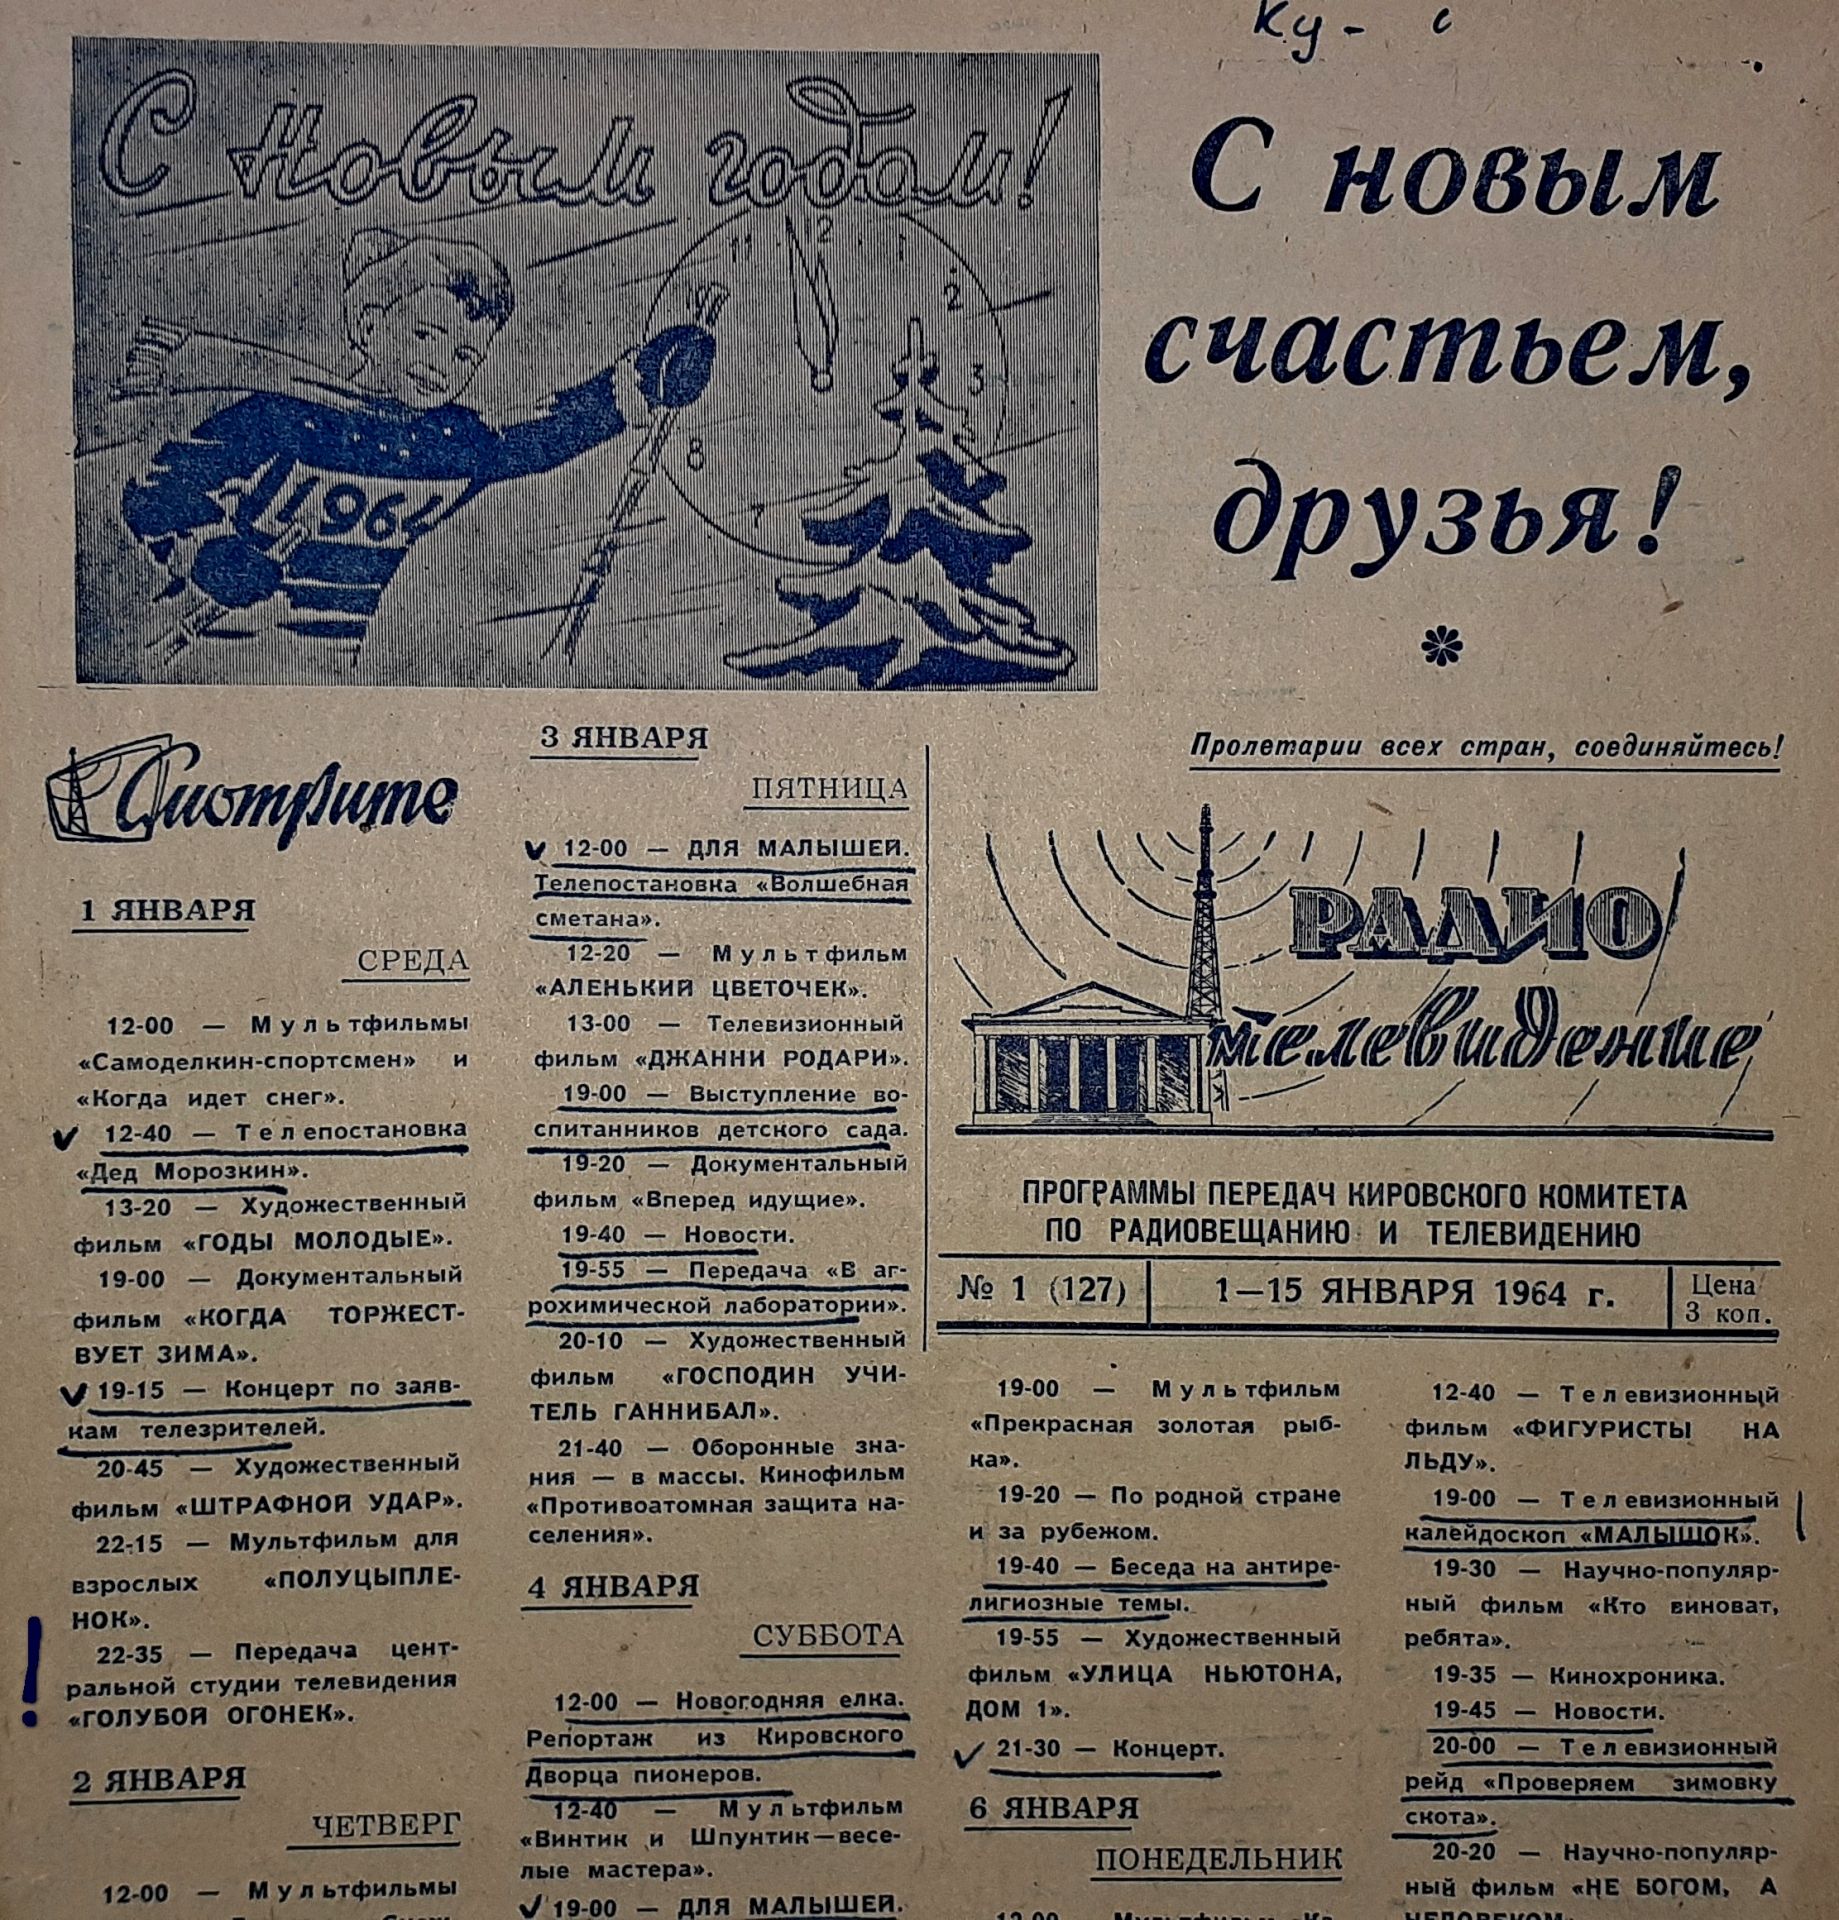 Ку-
С Новым годом!
11 12 1
2
3
8
7
1964
С новым
счастьем,
друзья!
Смотрите
1 ЯНВАРЯ
СРЕДА
12-00 — Мультфильмы
«Самоделкин-спортсмен» и
«Когда идет снег».
12-40 — Телепостановка
«Дед Морозкин».
13-20 — Художественный
фильм «ГОДЫ МОЛОДЫЕ».
19-00 — Документальный
фильм «КОГДА ТОРЖЕСТ-
ВУЕТ ЗИМА».
19-15 — Концерт по заяв-
кам телезрителей.
20-45 — Художественный
фильм «ШТРАФНОЙ УДАР».
22-15 — Мультфильм для
взрослых «ПОЛУЦЫПЛЕ-
НОК».
22-35 — Передача цент-
ральной студии телевидения
«ГОЛУБОЙ ОГОНЕК».
!
2 ЯНВАРЯ
ЧЕТВЕРГ
12-00 — Мультфильмы
3 ЯНВАРЯ
ПЯТНИЦА
12-00 — ДЛЯ МАЛЫШЕЙ.
Телепостановка «Волшебная
сметана».
12-20 — Мультфильм
«АЛЕНЬКИЙ ЦВЕТОЧЕК».
13-00 — Телевизионный
фильм «ДЖАННИ РОДАРИ».
19-00 — Выступление во-
спитанников детского сада.
19-20 — Документальный
фильм «Вперед идущие».
19-40 — Новости.
19-55 — Передача «В аг-
рохимической лаборатории».
20-10 — Художественный
фильм «ГОСПОДИН УЧИ-
ТЕЛЬ ГАННИБАЛ».
21-40 — Оборонные зна-
ния — в массы. Кинофильм
«Противоатомная защита на-
селения».
4 ЯНВАРЯ
СУББОТА
12-00 — Новогодняя елка.
Репортаж из Кировского
Дворца пионеров.
12-40 — Мультфильм
«Винтик и Шпунтик—весе-
лые мастера».
19-00 — ДЛЯ МАЛЫШЕЙ.
Пролетарии всех стран, соединяйтесь!
РАДИО
телевидение
ПРОГРАММЫ ПЕРЕДАЧ КИРОВСКОГО КОМИТЕТА
ПО РАДИОВЕЩАНИЮ И ТЕЛЕВИДЕНИЮ
№ 1 (127)
1—15 ЯНВАРЯ 1964 г.
Цена
3 коп.
19-00 — Мультфильм
«Прекрасная золотая рыб-
ка».
19-20 — По родной стране
и за рубежом.
19-40 — Беседа на антире-
лигиозные темы.
19-55 — Художественный
фильм «УЛИЦА НЬЮТОНА,
ДОМ 1».
21-30 — Концерт.
6 ЯНВАРЯ
ПОНЕДЕЛЬНИК
12-00 — Мультфильм
12-40 — Телевизионный
фильм «ФИГУРИСТЫ НА
ЛЬДУ».
19-00 — Телевизионный
калейдоскоп «МАЛЫШОК».
19-30 — Научно-популяр-
ный фильм «Кто виноват,
ребята».
19-35 — Кинохроника.
19-45 — Новости.
20-00 — Телевизионный
рейд «Проверяем зимовку
скота».
20-20 — Научно-популяр-
ный фильм «НЕ БОГОМ, А
ЧЕЛОВЕКОМ»